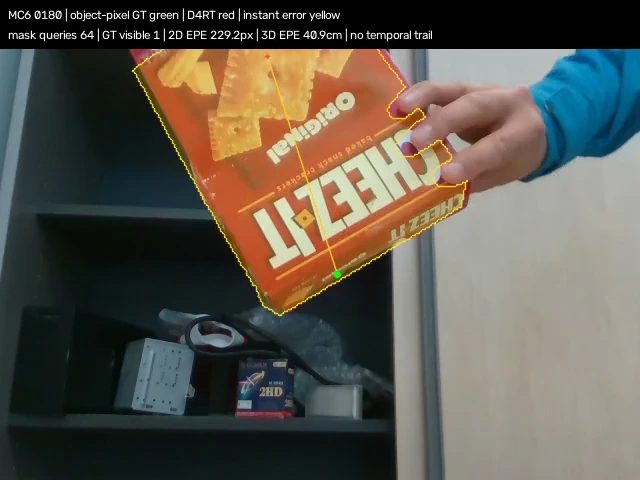 MC6 0180 | object-pixel GT green | D4RT red | instant error yellow
mask queries 64 | GT visible 1 | 2D EPE 229.2px | 3D EPE 40.9cm | no temporal trail
ORIGINAL
baked snack crackers
CHEEZ-IT
CHEEZ-IT
2HD